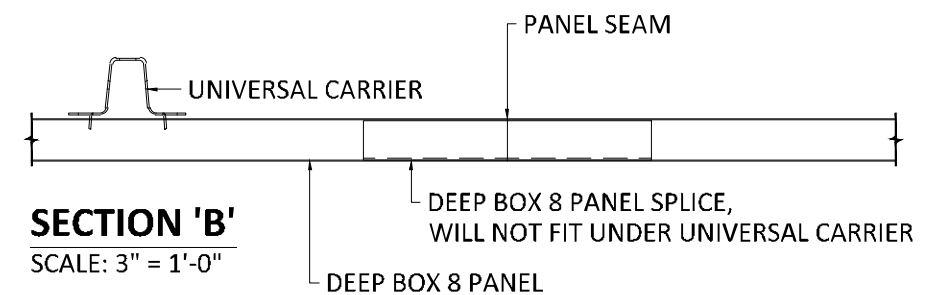 PANEL SEAM
UNIVERSAL CARRIER
DEEP BOX 8 PANEL SPLICE,
WILL NOT FIT UNDER UNIVERSAL CARRIER
SECTION 'B'
SCALE: 3" = 1'-0"
DEEP BOX 8 PANEL